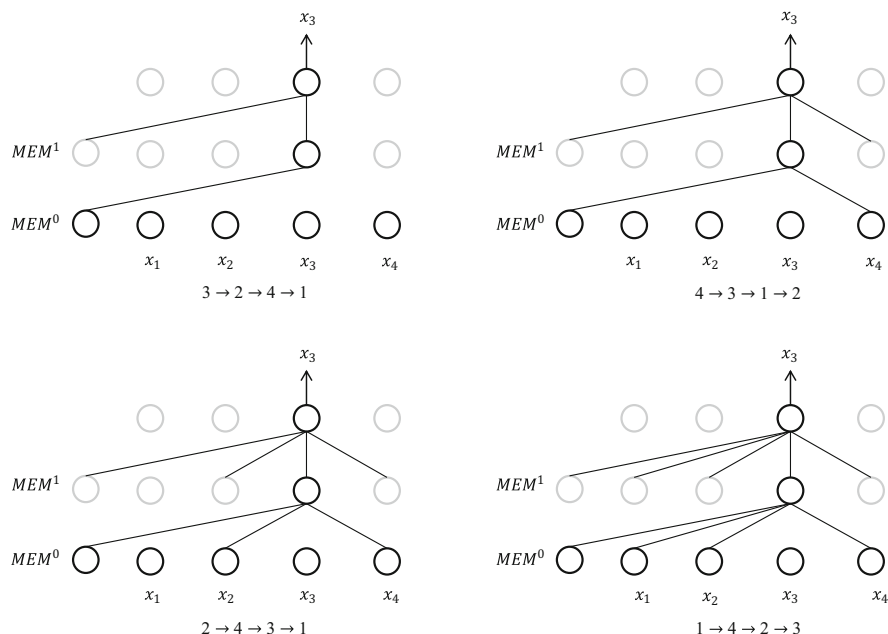 x₃ x₃
MEM¹ MEM¹
MEM⁰ MEM⁰
x₁ x₂ x₃ x₄ x₁ x₂ x₃ x₄
3 → 2 → 4 → 1 4 → 3 → 1 → 2
x₃ x₃
MEM¹ MEM¹
MEM⁰ MEM⁰
x₁ x₂ x₃ x₄ x₁ x₂ x₃ x₄
2 → 4 → 3 → 1 1 → 4 → 2 → 3